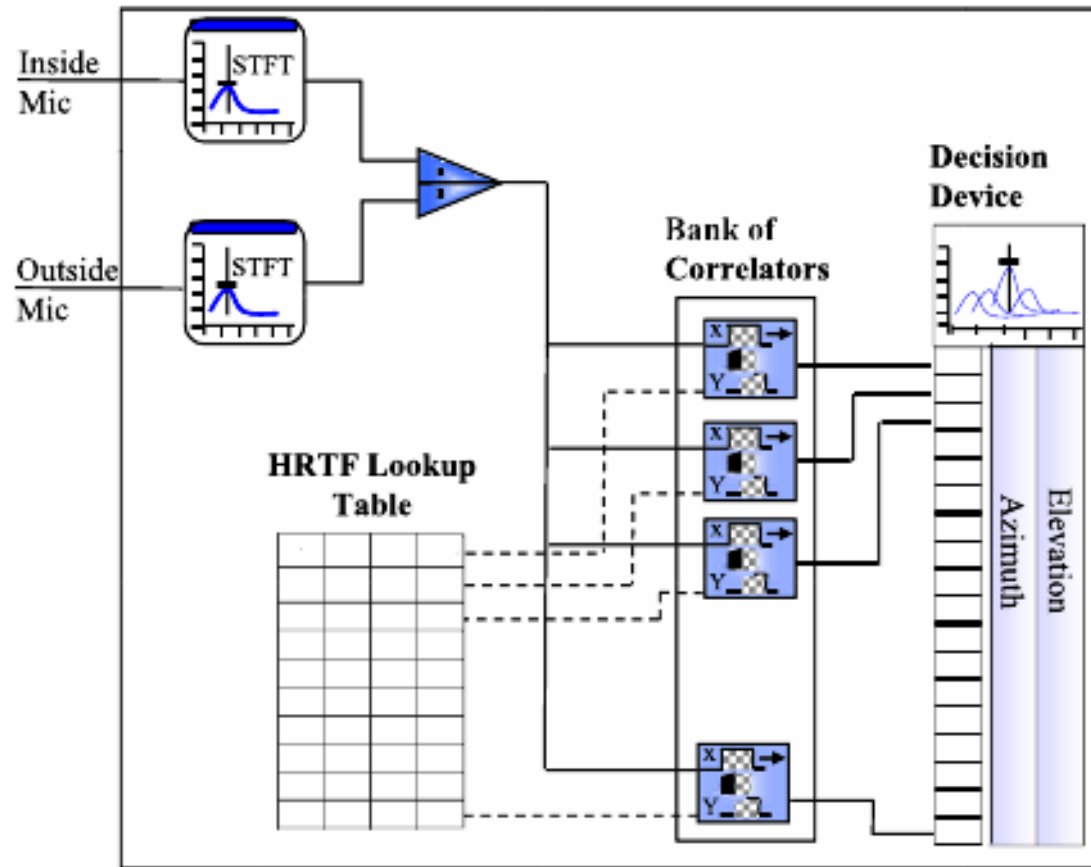 Inside
Mic
STFT
Outside
Mic
STFT
Decision
Device
Bank of
Correlators
X
Y
X
Y
X
Y
X
Y
HRTF Lookup
Table
Azimuth
Elevation